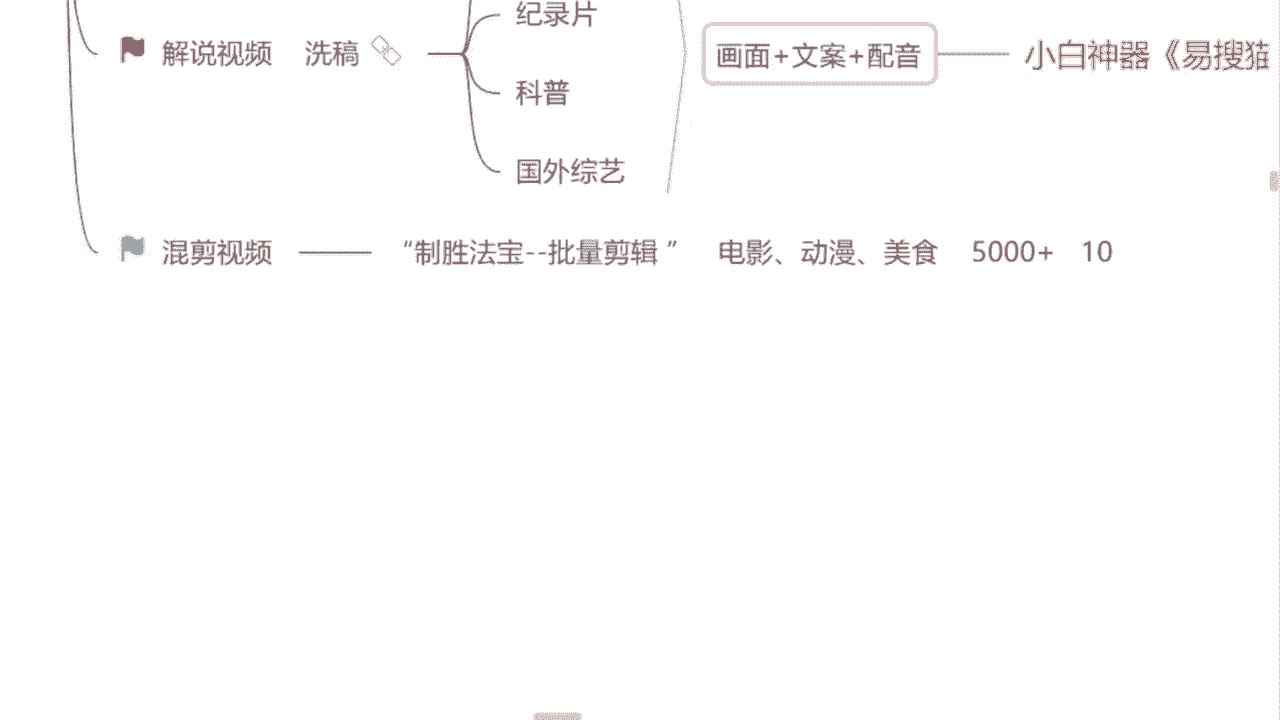 纪录片
解说视频 洗稿
画面+文案+配音
小白神器《易搜猫
科普
国外综艺
混剪视频
“制胜法宝--批量剪辑 ” 电影、动漫、美食 5000+ 10